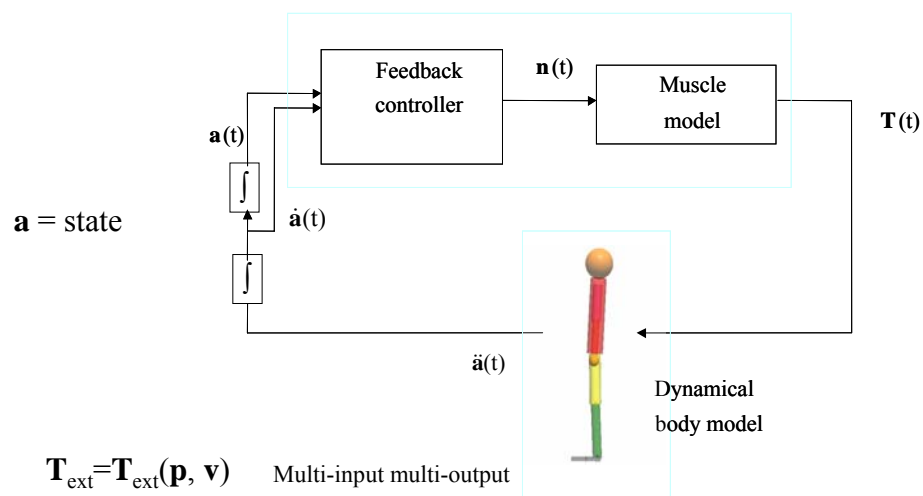 Feedback
controller
n(t)
Muscle
model
T(t)
a(t)
∫
a = state
ȧ(t)
∫
ä(t)
Dynamical
body model
T_ext=T_ext(p, v)
Multi-input multi-output